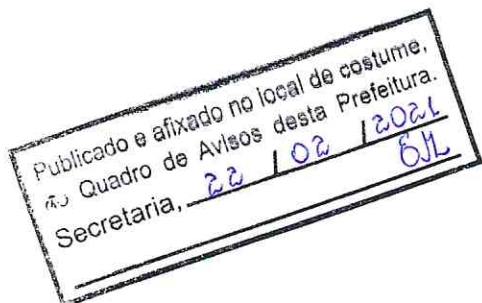 Publicado e afixado no local de costume,
no Quadro de Avisos desta Prefeitura.
Secretaria, 22 / 02 / 2021